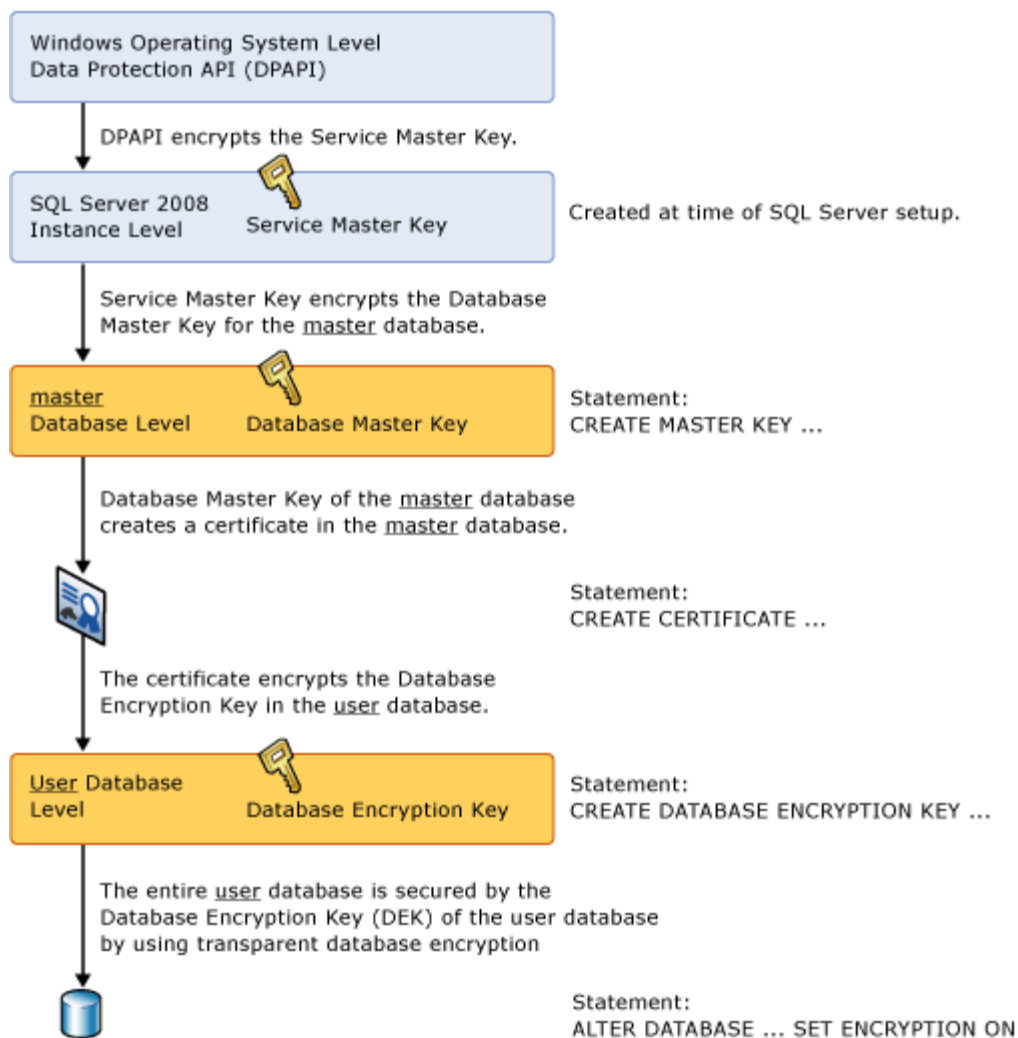 Windows Operating System Level
Data Protection API (DPAPI)
DPAPI encrypts the Service Master Key.
SQL Server 2008
Instance Level
Service Master Key
Created at time of SQL Server setup.
Service Master Key encrypts the Database
Master Key for the master database.
master
Database Level
Database Master Key
Statement:
CREATE MASTER KEY ...
Database Master Key of the master database
creates a certificate in the master database.
Statement:
CREATE CERTIFICATE ...
The certificate encrypts the Database
Encryption Key in the user database.
User Database
Level
Database Encryption Key
Statement:
CREATE DATABASE ENCRYPTION KEY ...
The entire user database is secured by the
Database Encryption Key (DEK) of the user database
by using transparent database encryption
Statement:
ALTER DATABASE ... SET ENCRYPTION ON